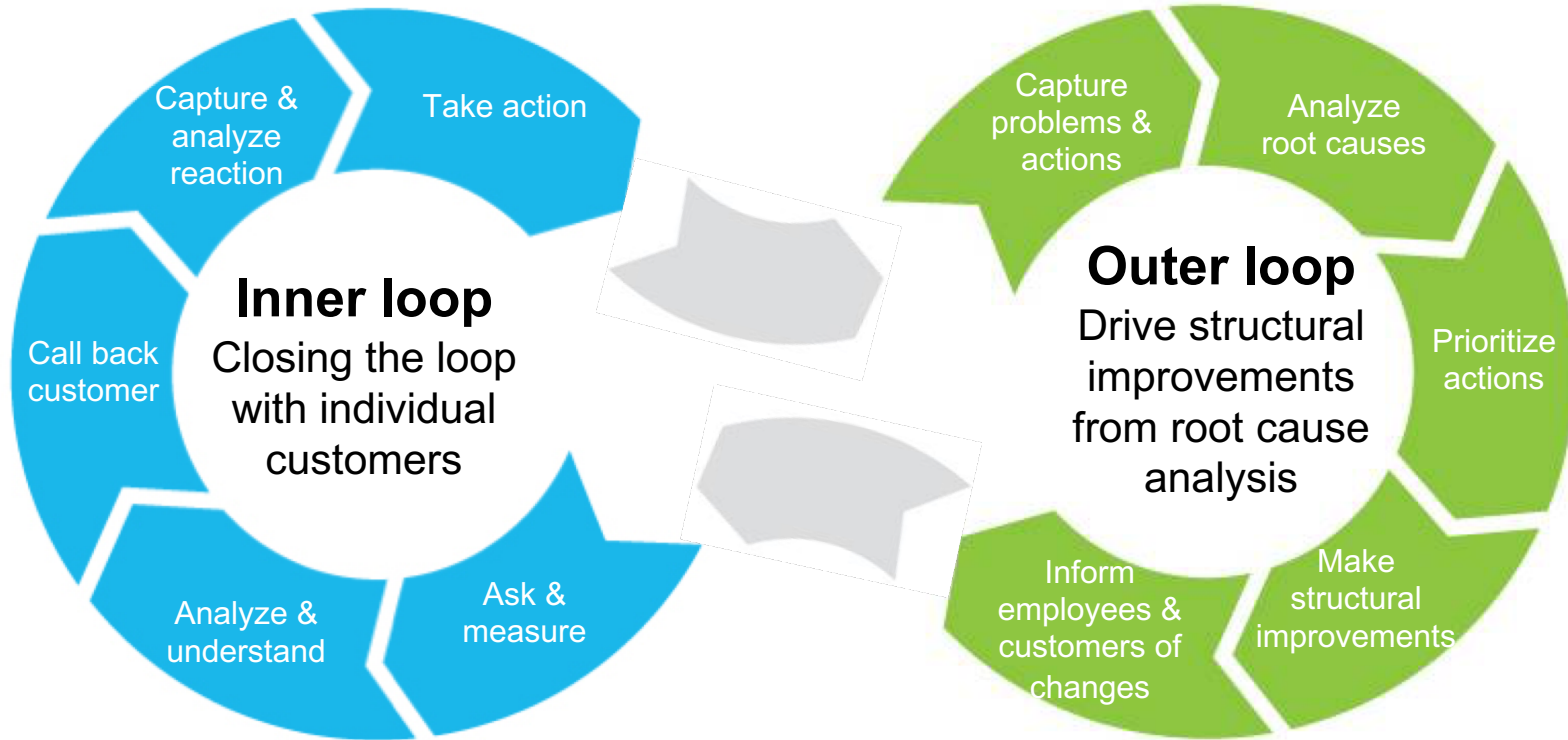 Capture &
analyze
reaction
Take action
Call back
customer
Inner loop
Closing the loop
with individual
customers
Analyze &
understand
Ask &
measure
Capture
problems &
actions
Analyze
root causes
Outer loop
Drive structural
improvements
from root cause
analysis
Prioritize
actions
Make
structural
improvements
Inform
employees &
customers of
changes